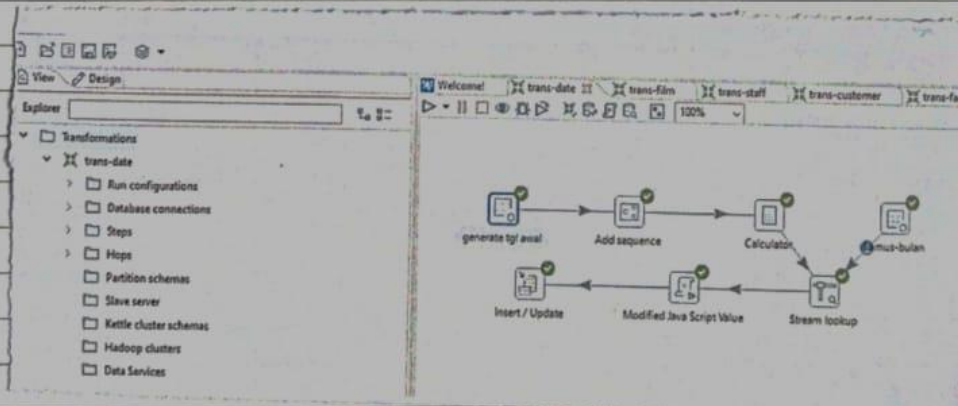 View Design
Explorer
Transformations
trans-date
Run configurations
Database connections
Steps
Hops
Partition schemas
Slave server
Kettle cluster schemas
Hadoop clusters
Data Services
Welcome! trans-date trans-film trans-staff trans-customer
100%
generate tgl awal Add sequence Calculator mus-bulan
Insert / Update Modified Java Script Value Stream lookup